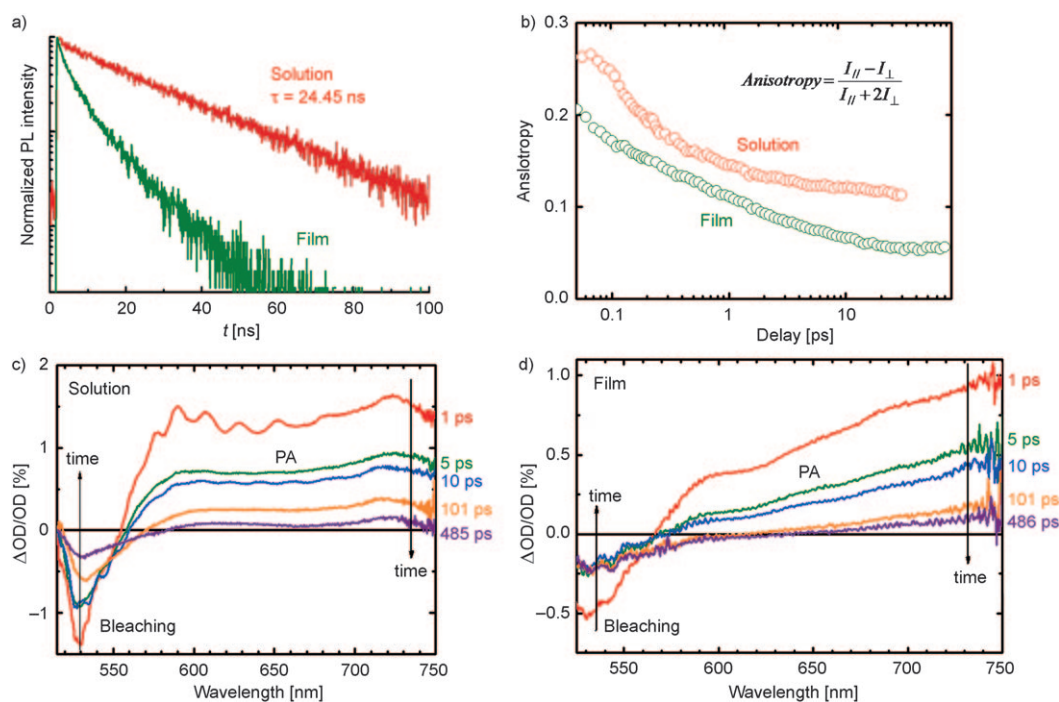 a)
Normalized PL intensity
Solution
τ = 24.45 ns
Film
0 20 40 60 80 100
t [ns]
b)
Anslotropy
0.3
0.2
0.1
0.0
Anisotropy = I// − I⊥ / I// + 2I⊥
Solution
Film
0.1 1 10
Delay [ps]
c)
ΔOD/OD [%]
2
1
0
−1
Solution
time
PA
Bleaching
time
1 ps
5 ps
10 ps
101 ps
485 ps
550 600 650 700 750
Wavelength [nm]
d)
ΔOD/OD [%]
1.0
0.5
0.0
−0.5
Film
time
PA
Bleaching
time
1 ps
5 ps
10 ps
101 ps
486 ps
550 600 650 700 750
Wavelength [nm]